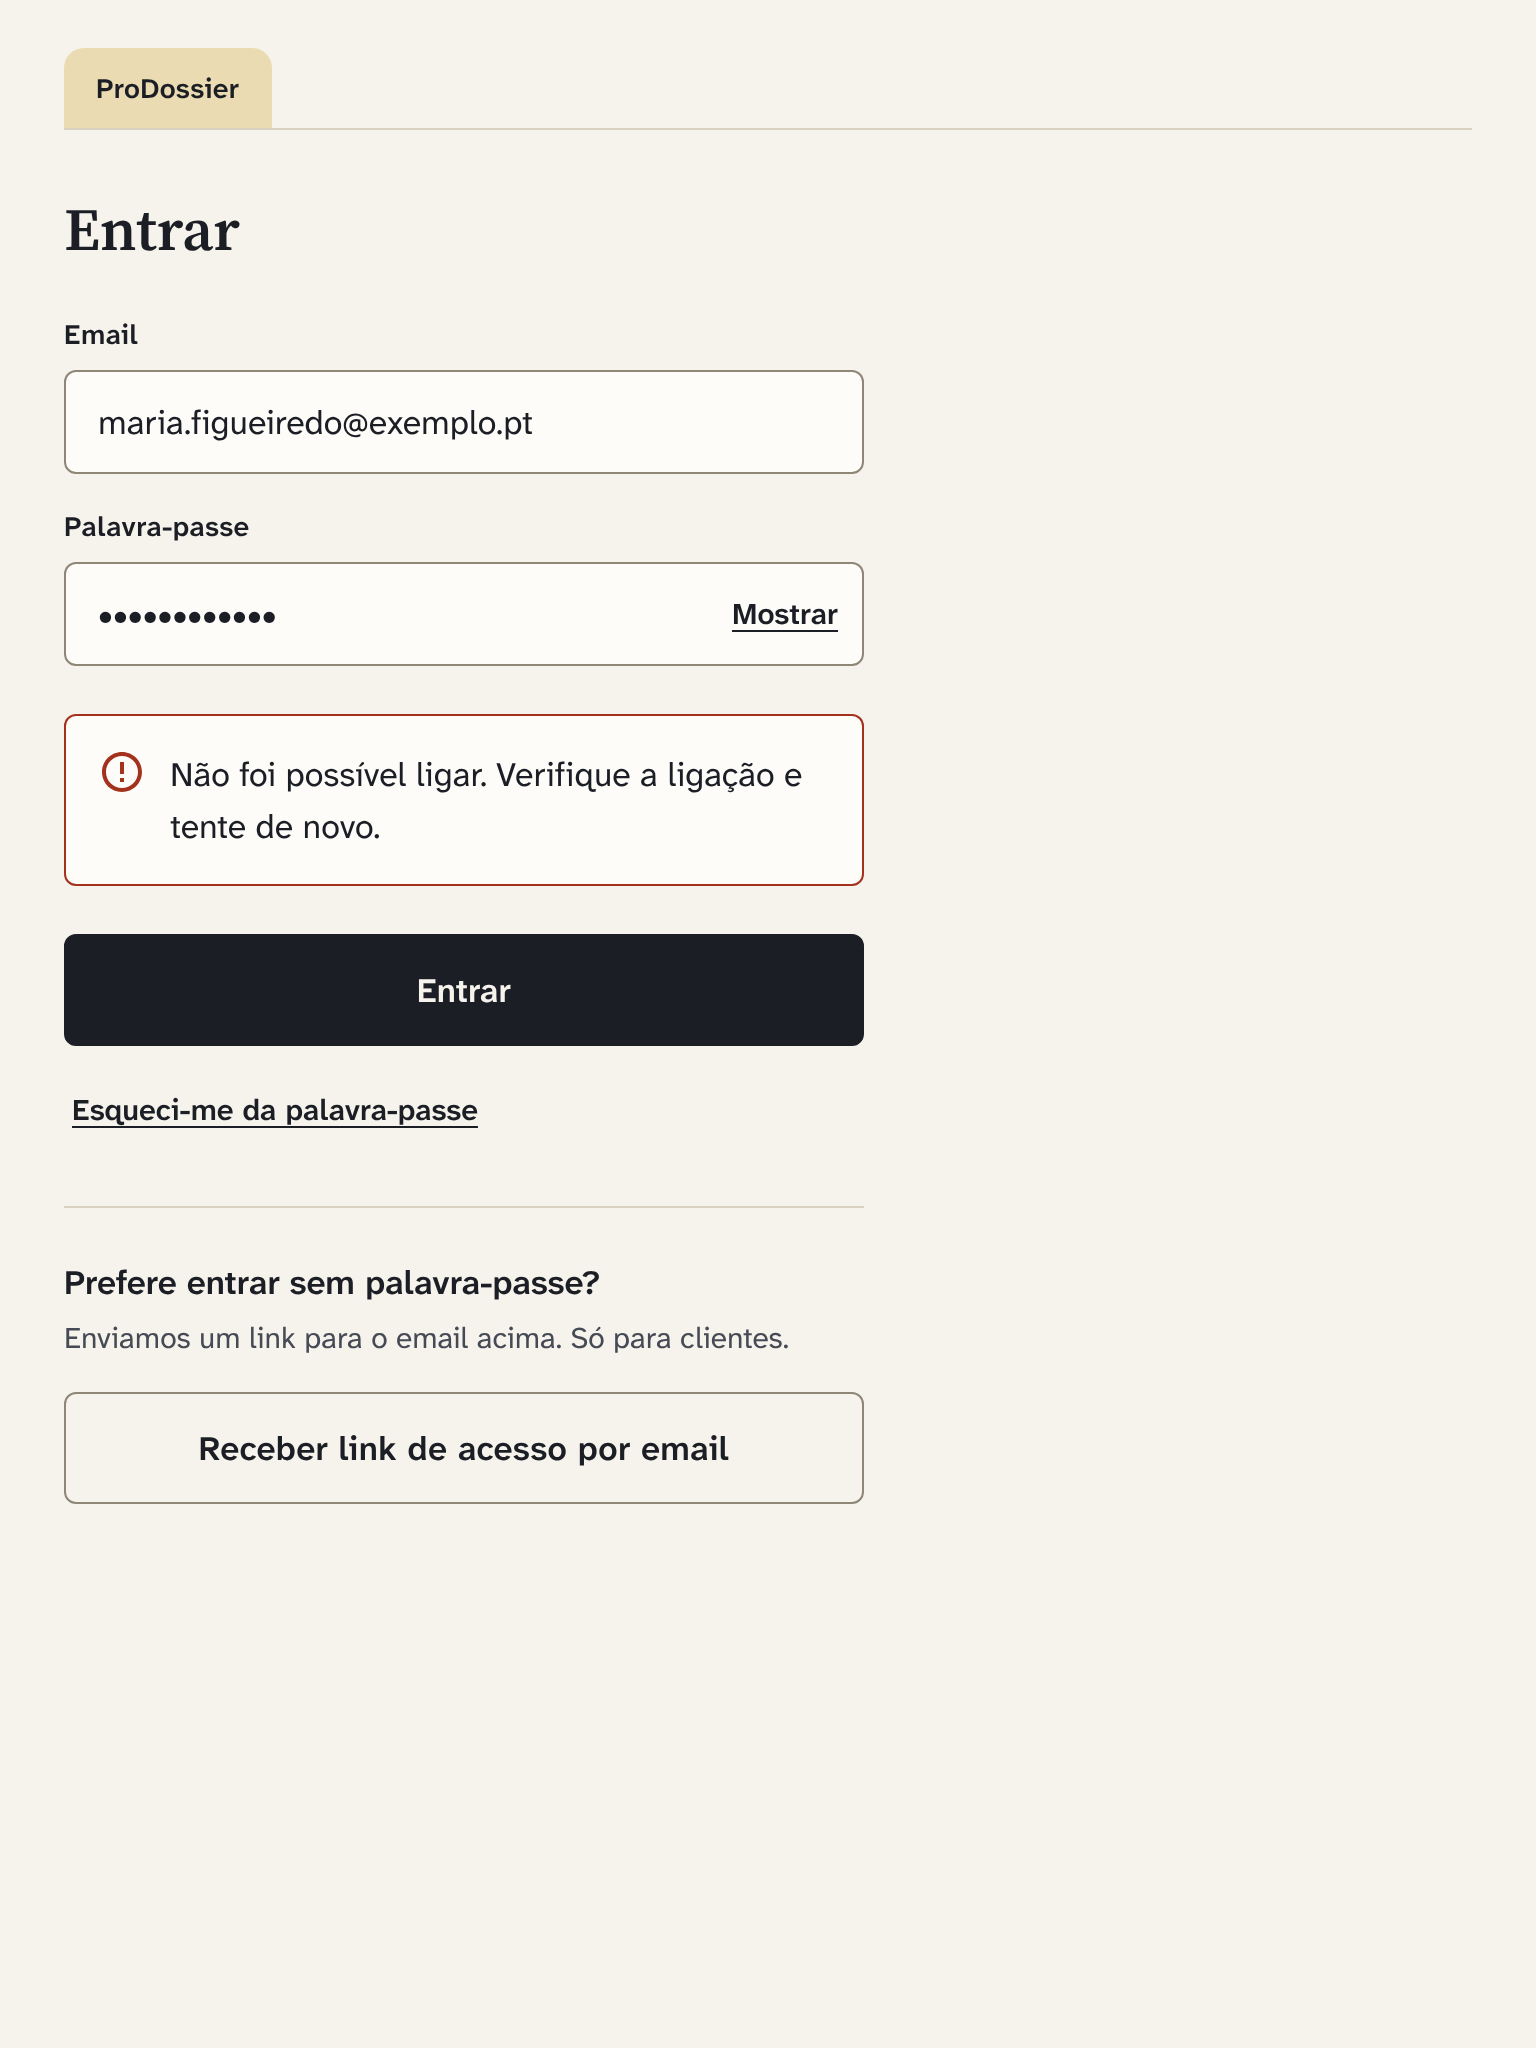 ProDossier
Entrar
Email
maria.figueiredo@exemplo.pt
Palavra-passe
••••••••••••
Mostrar
Não foi possível ligar. Verifique a ligação e
tente de novo.
Entrar
Esqueci-me da palavra-passe
Prefere entrar sem palavra-passe?
Enviamos um link para o email acima. Só para clientes.
Receber link de acesso por email